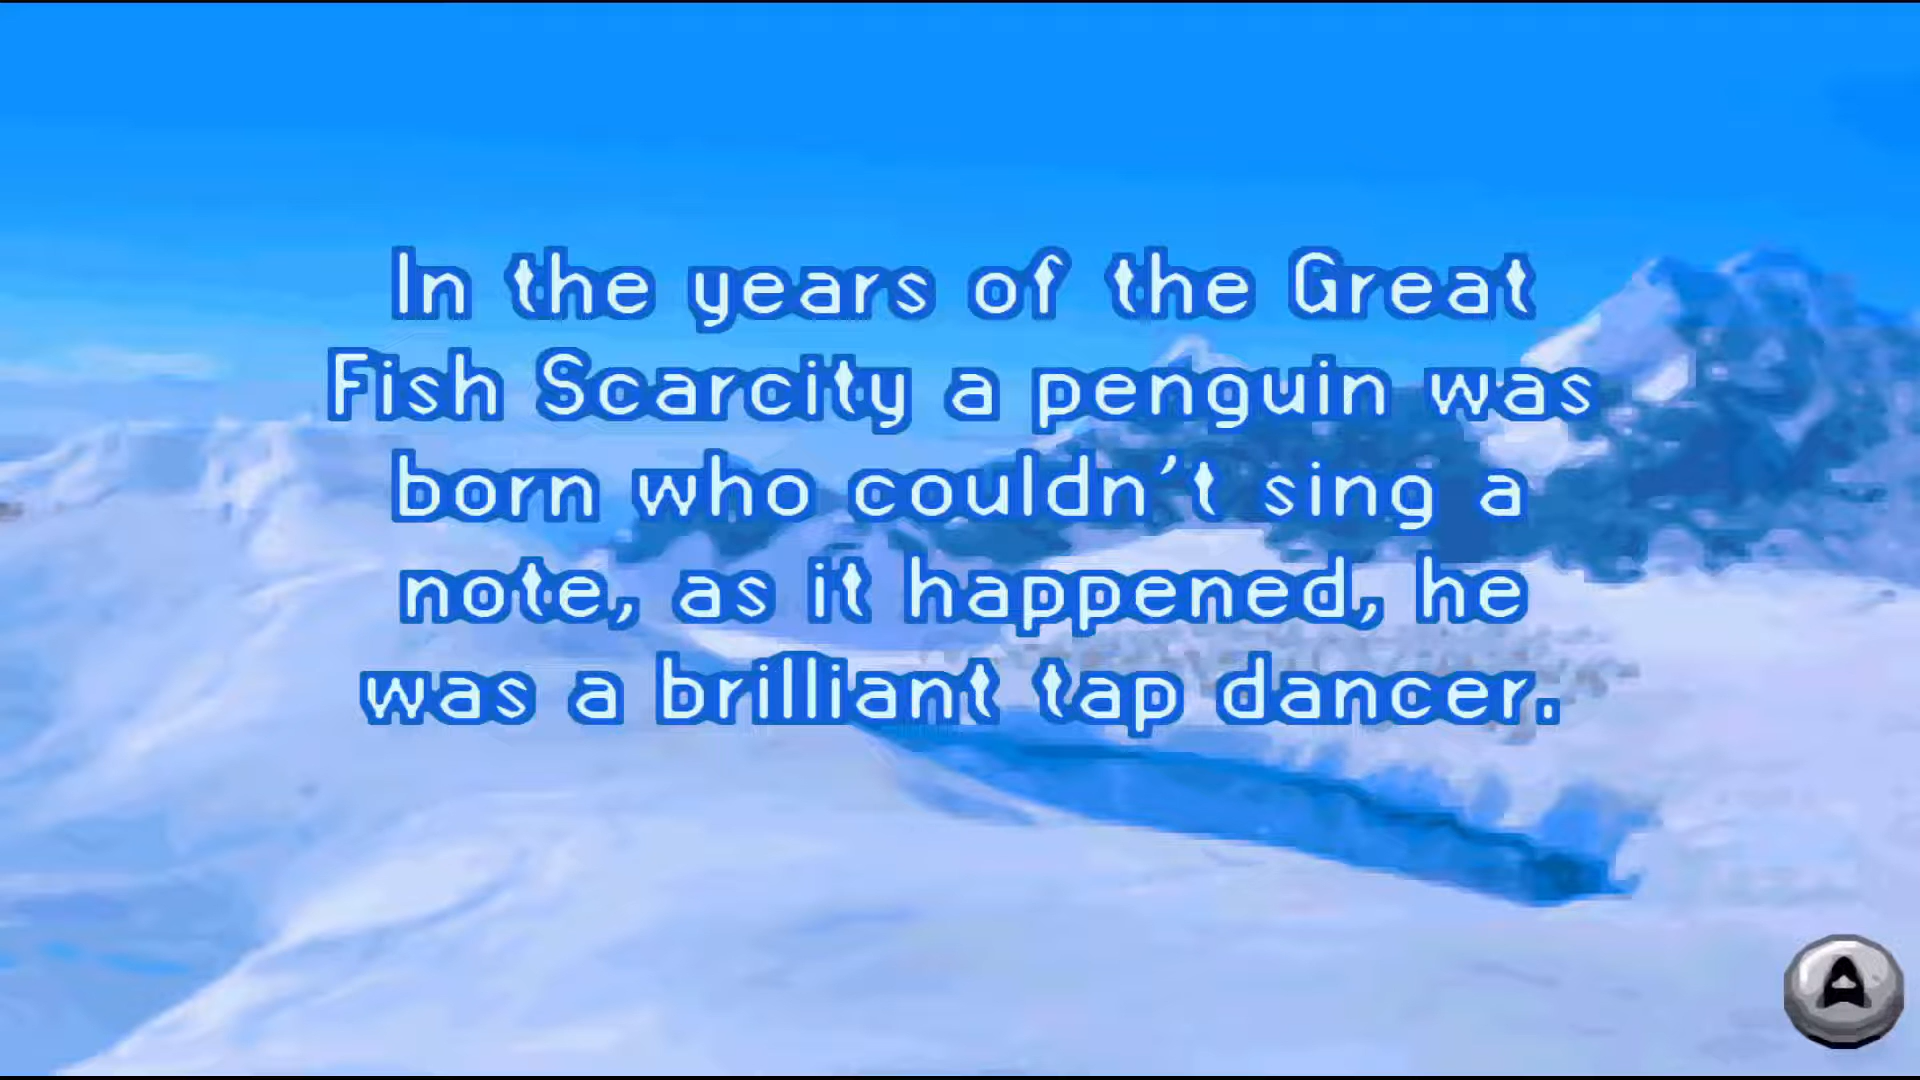 In the years of the Great
Fish Scarcity a penguin was
born who couldn't sing a
note, as it happened, he
was a brilliant tap dancer.
A